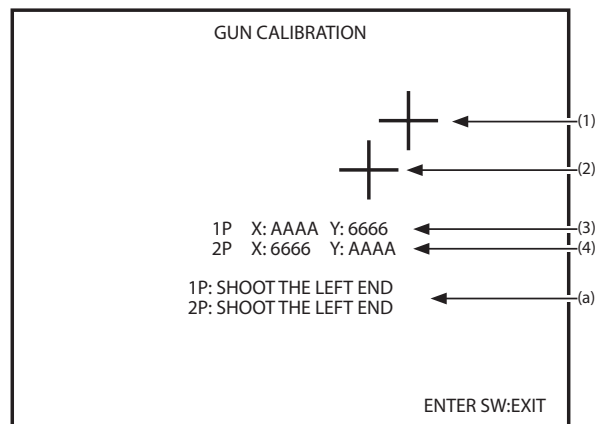 GUN CALIBRATION
(1)
(2)
1P X: AAAA Y: 6666 (3)
2P X: 6666 Y: AAAA (4)
1P: SHOOT THE LEFT END
2P: SHOOT THE LEFT END
(a)
ENTER SW:EXIT